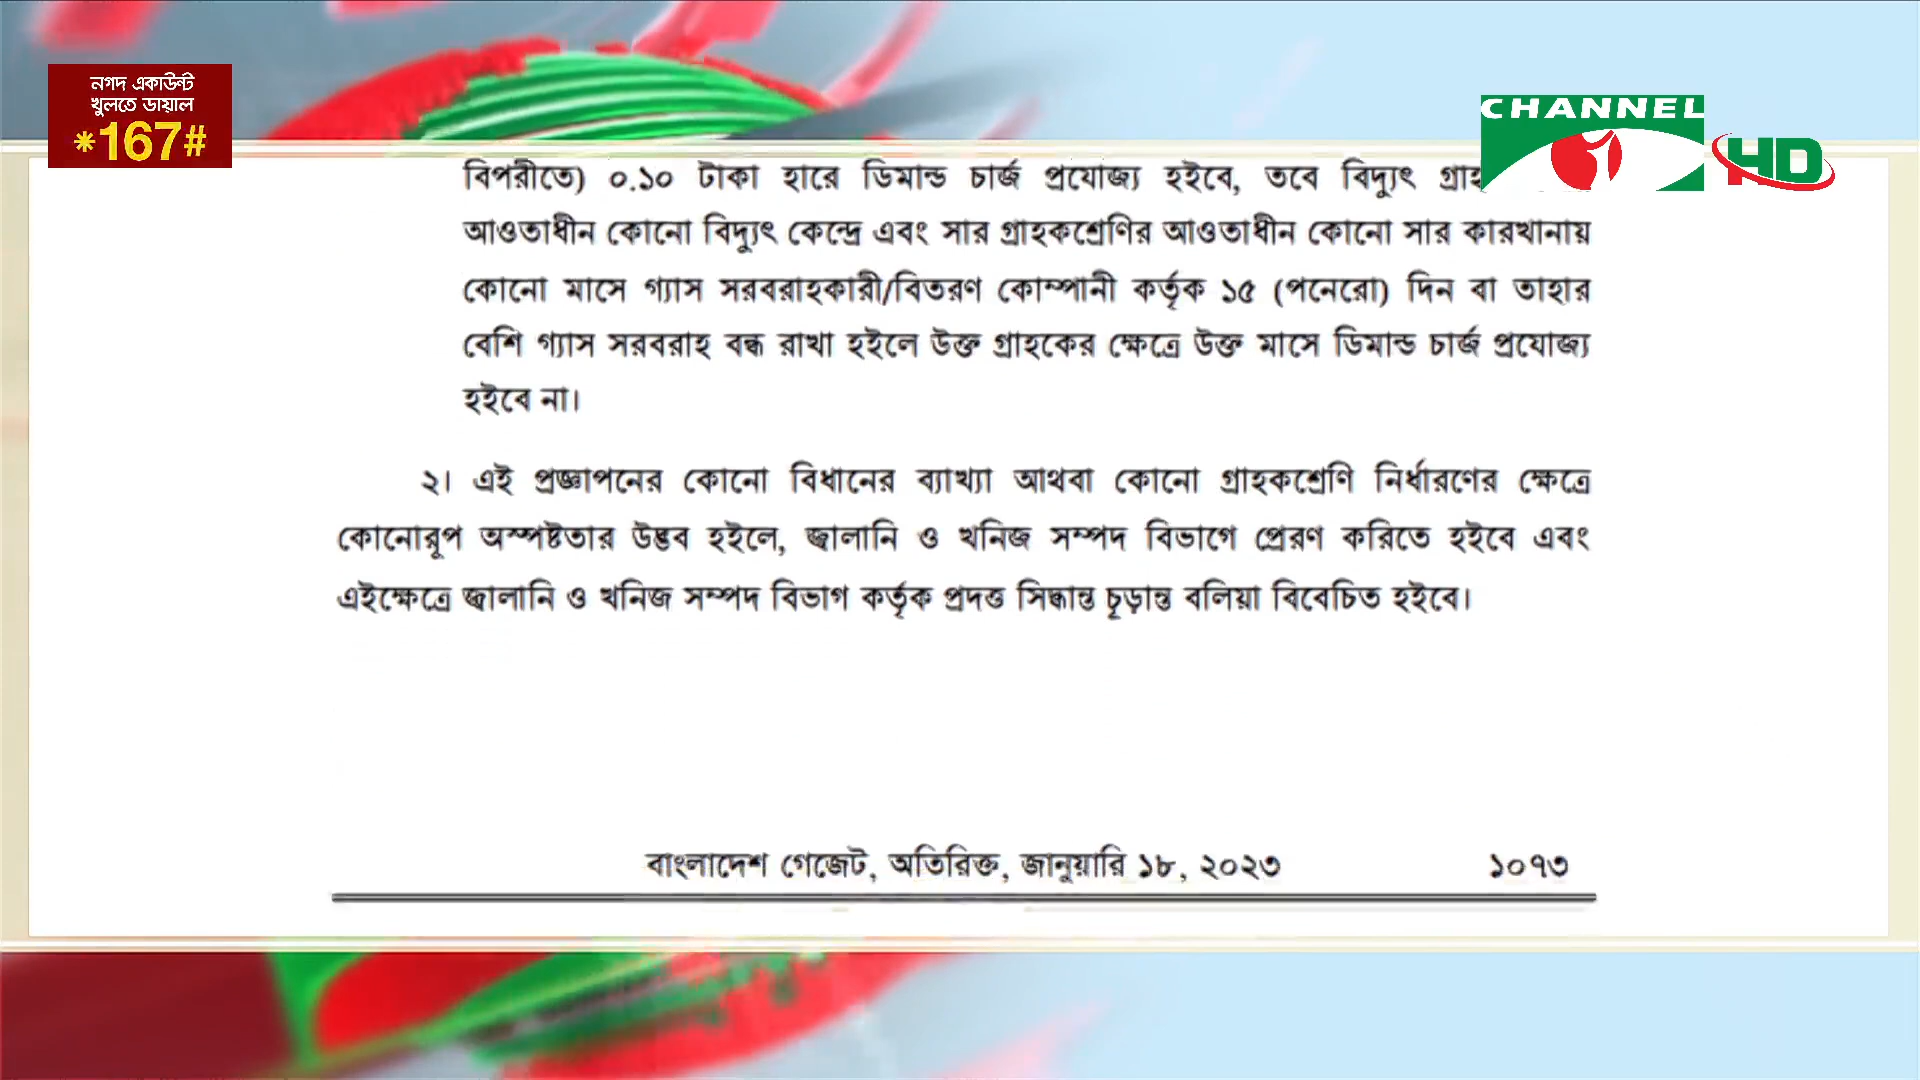 নগদ একাউন্ট
খুলতে ডায়াল
*167#
CHANNEL
HD
বিপরীতে) ০.১০ টাকা হারে ডিমান্ড চার্জ প্রযোজ্য হইবে, তবে বিদ্যুৎ
আওতাধীন কোনো বিদ্যুৎ কেন্দ্রে এবং সার গ্রাহকশ্রেণির আওতাধীন কোনো সার কারখানায়
কোনো মাসে গ্যাস সরবরাহকারী/বিতরণ কোম্পানী কর্তৃক ১৫ (পনেরো) দিন বা তাহার
বেশি গ্যাস সরবরাহ বন্ধ রাখা হইলে উক্ত গ্রাহকের ক্ষেত্রে উক্ত মাসে ডিমান্ড চার্জ প্রযোজ্য
হইবে না।
২। এই প্রজ্ঞাপনের কোনো বিধানের ব্যাখ্যা আথবা কোনো গ্রাহকশ্রেণি নির্ধারণের ক্ষেত্রে
কোনোরূপ অস্পষ্টতার উদ্ভব হইলে, জ্বালানি ও খনিজ সম্পদ বিভাগে প্রেরণ করিতে হইবে এবং
এইক্ষেত্রে জ্বালানি ও খনিজ সম্পদ বিভাগ কর্তৃক প্রদত্ত সিদ্ধান্ত চূড়ান্ত বলিয়া বিবেচিত হইবে।
বাংলাদেশ গেজেট, অতিরিক্ত, জানুয়ারি ১৮, ২০২৩ ১০৭৩